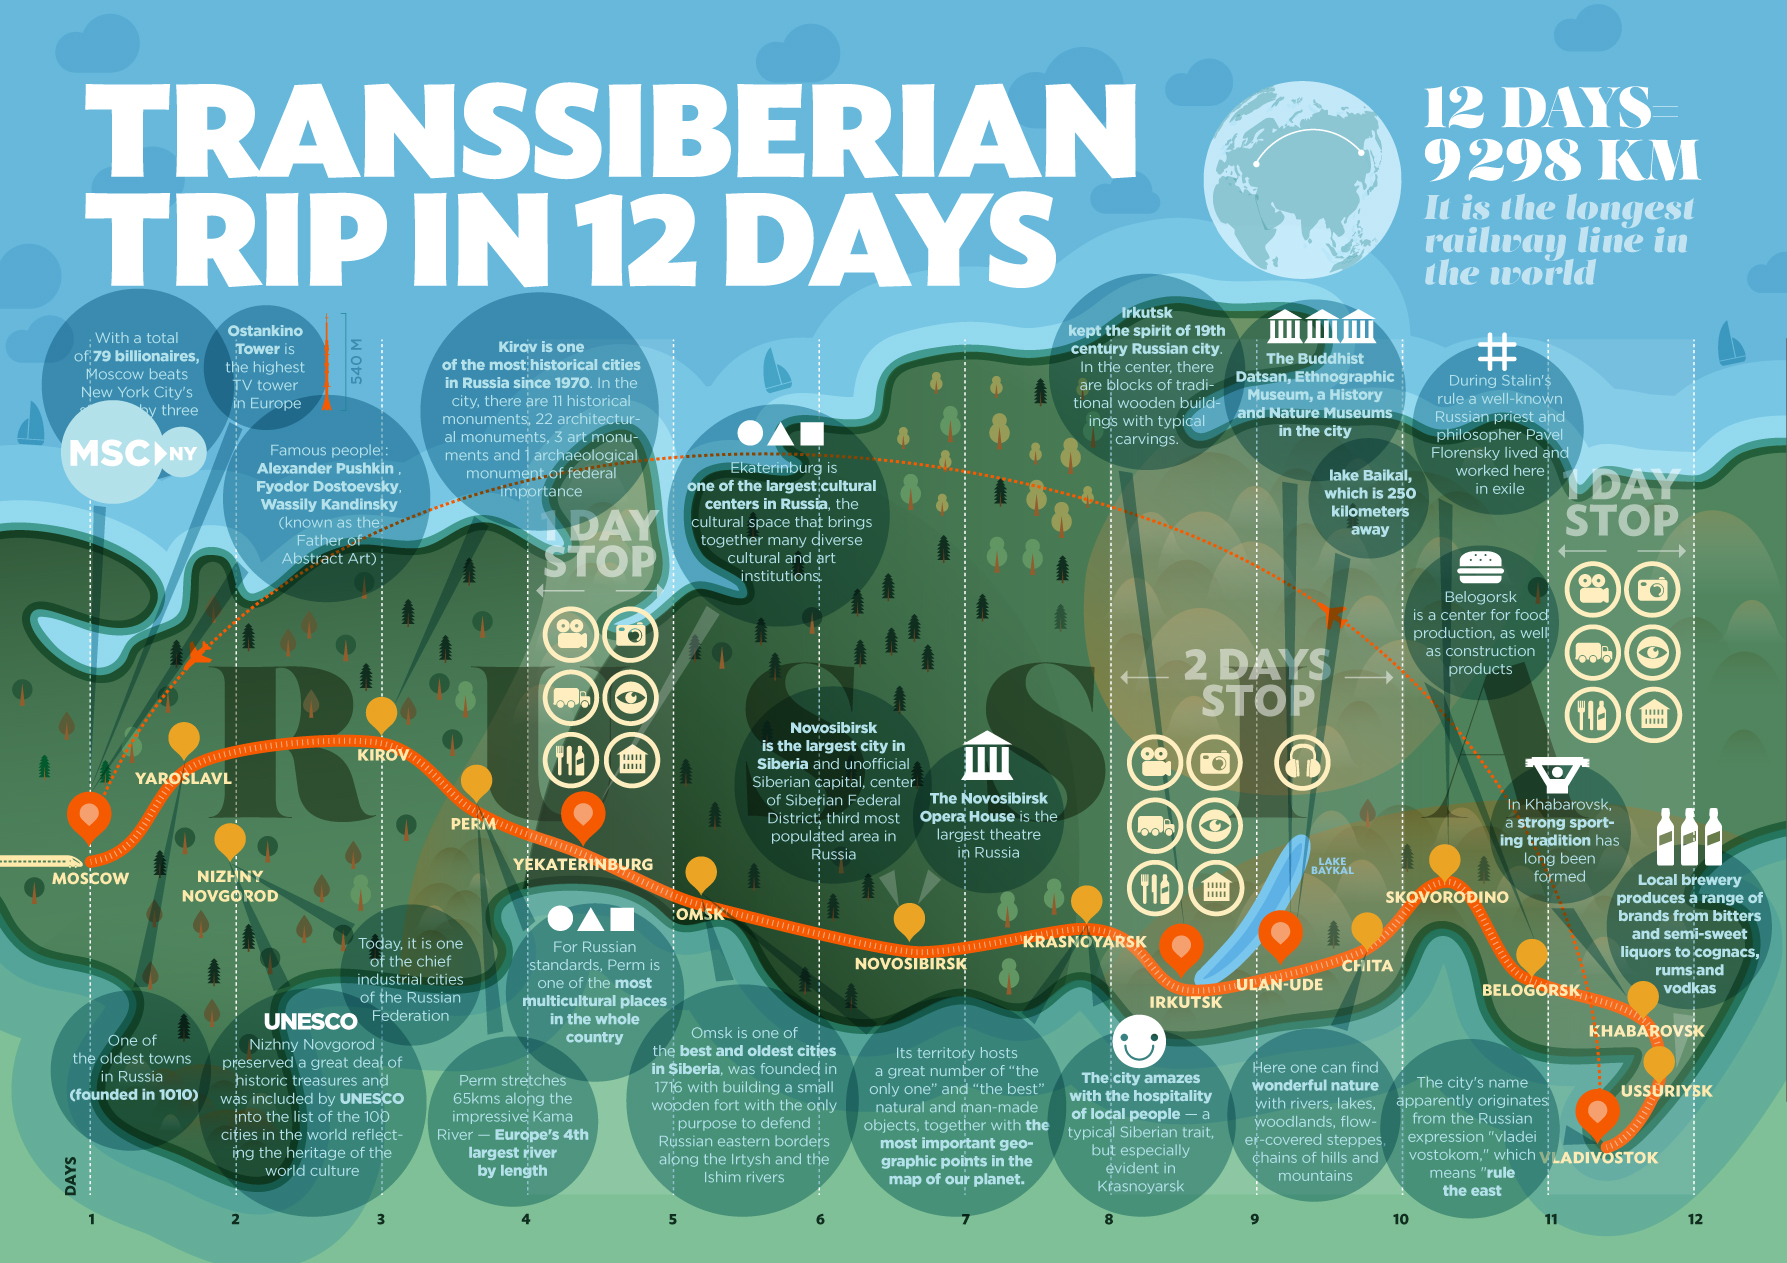 TRANSSIBERIAN
TRIP IN 12 DAYS
12 DAYS=
9298 KM
It is the longest
railway line in
the world
With a total
of 79 billionaires,
Moscow beats
New York City's
by three
MSC
NY
Ostankino
Tower is
the highest
TV tower
in Europe
540 M
Famous people::
Alexander Pushkin ,
Fyodor Dostoevsky,
Wassily Kandinsky
(known as the
Father of
Abstract Art)
Kirov is one
of the most historical cities
in Russia since 1970. In the
city, there are 11 historical
monuments, 22 architectur-
al monuments, 3 art monu-
ments and 1 archaeological
monument of federal
importance
1 DAY
STOP
Ekaterinburg is
one of the largest cultural
centers in Russia, the
cultural space that brings
together many diverse
cultural and art
institutions.
Irkutsk
kept the spirit of 19th
century Russian city.
In the center, there
are blocks of tradi-
tional wooden build-
ings with typical
carvings.
The Buddhist
Datsan, Ethnographic
Museum, a History
and Nature Museums
in the city
lake Baikal,
which is 250
kilometers
away
During Stalin's
rule a well-known
Russian priest and
philosopher Pavel
Florensky lived and
worked here
in exile
1 DAY
STOP
Belogorsk
is a center for food
production, as well
as construction
products
2 DAYS
STOP
RUSSIA
Novosibirsk
is the largest city in
Siberia and unofficial
Siberian capital, center
of Siberian Federal
District, third most
populated area in
Russia
The Novosibirsk
Opera House is the
largest theatre
in Russia
In Khabarovsk,
a strong sport-
ing tradition has
long been
formed
Local brewery
produces a range of
brands from bitters
and semi-sweet
liquors to cognacs,
rums and
vodkas
MOSCOW
YAROSLAVL
NIZHNY
NOVGOROD
KIROV
PERM
YEKATERINBURG
OMSK
NOVOSIBIRSK
KRASNOYARSK
IRKUTSK
LAKE
BAYKAL
ULAN-UDE
CHITA
SKOVORODINO
BELOGORSK
KHABAROVSK
USSURIYSK
VLADIVOSTOK
One of
the oldest towns
in Russia
(founded in 1010)
UNESCO
Nizhny Novgorod
preserved a great deal of
historic treasures and
was included by UNESCO
into the list of the 100
cities in the world reflect-
ing the heritage of the
world culture
Today, it is one
of the chief
industrial cities
of the Russian
Federation
Perm stretches
65kms along the
impressive Kama
River — Europe's 4th
largest river
by length
For Russian
standards, Perm is
one of the most
multicultural places
in the whole
country
Omsk is one of
the best and oldest cities
in Siberia, was founded in
1716 with building a small
wooden fort with the only
purpose to defend
Russian eastern borders
along the Irtysh and the
Ishim rivers
Its territory hosts
a great number of “the
only one” and “the best”
natural and man-made
objects, together with the
most important geo-
graphic points in the
map of our planet.
The city amazes
with the hospitality
of local people — a
typical Siberian trait,
but especially
evident in
Krasnoyarsk
Here one can find
wonderful nature
with rivers, lakes,
woodlands, flow-
er-covered steppes,
chains of hills and
mountains
The city's name
apparently originates
from the Russian
expression "vladei
vostokom," which
means "rule
the east
DAYS
1 2 3 4 5 6 7 8 9 10 11 12